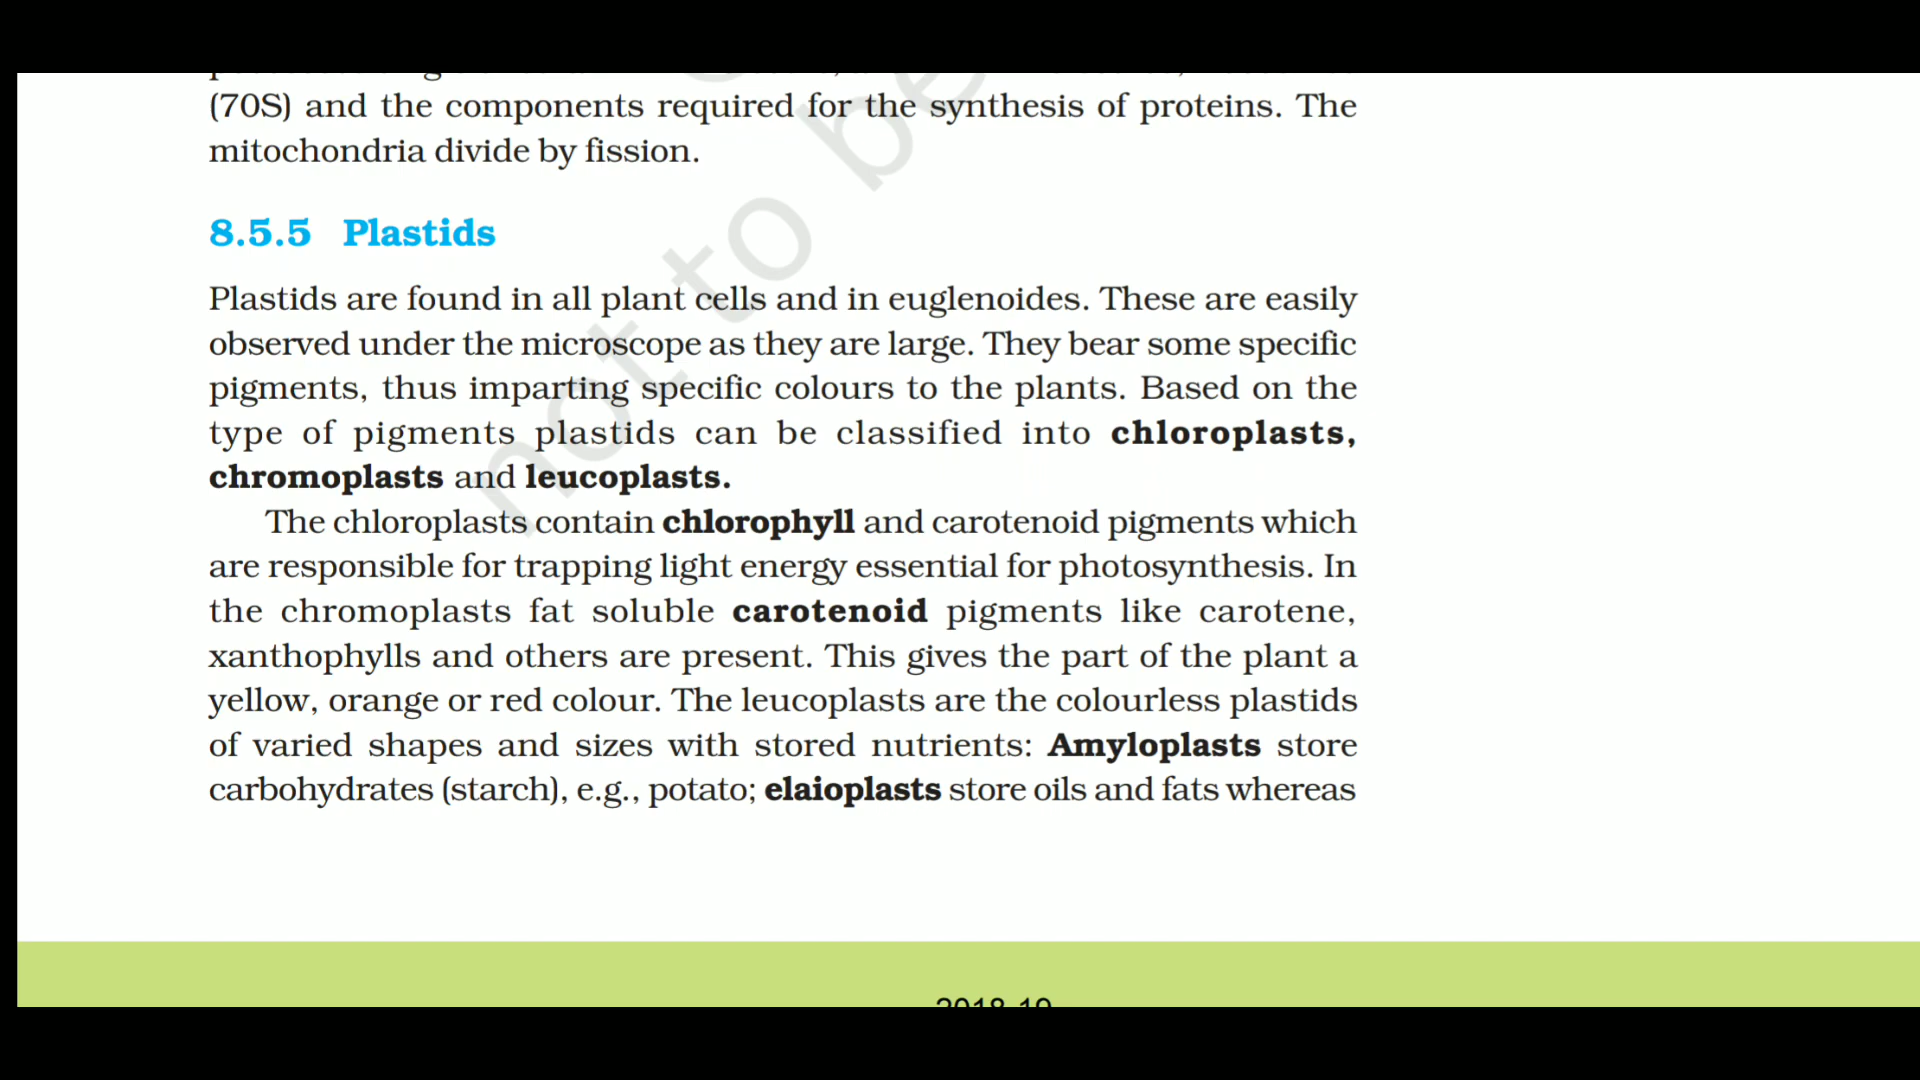 (70S) and the components required for the synthesis of proteins. The
mitochondria divide by fission.
8.5.5 Plastids
Plastids are found in all plant cells and in euglenoides. These are easily
observed under the microscope as they are large. They bear some specific
pigments, thus imparting specific colours to the plants. Based on the
type of pigments plastids can be classified into chloroplasts,
chromoplasts and leucoplasts.
The chloroplasts contain chlorophyll and carotenoid pigments which
are responsible for trapping light energy essential for photosynthesis. In
the chromoplasts fat soluble carotenoid pigments like carotene,
xanthophylls and others are present. This gives the part of the plant a
yellow, orange or red colour. The leucoplasts are the colourless plastids
of varied shapes and sizes with stored nutrients: Amyloplasts store
carbohydrates (starch), e.g., potato; elaioplasts store oils and fats whereas
not to be
2018-19